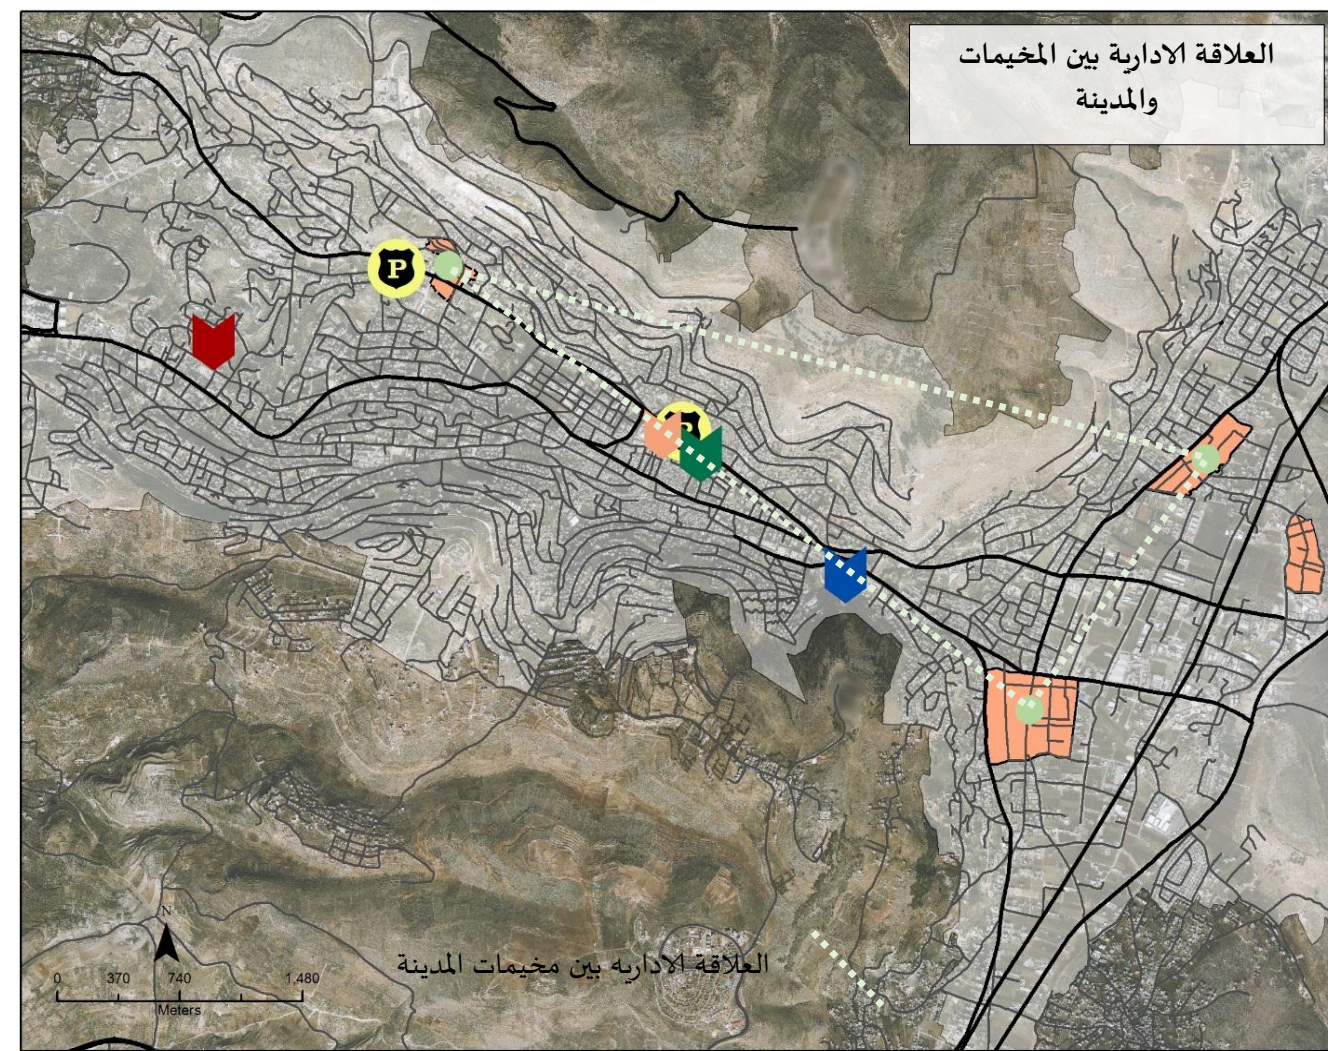 العلاقة الادارية بين المخيمات
والمدينة
P
P
العلاقة الاداريه بين مخيمات المدينة
N
0 370 740 1,480
Meters